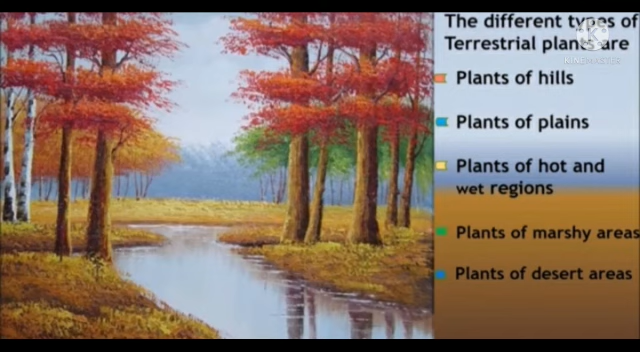 The different types of
Terrestrial plants are
Plants of hills
Plants of plains
Plants of hot and
wet regions
Plants of marshy areas
Plants of desert areas